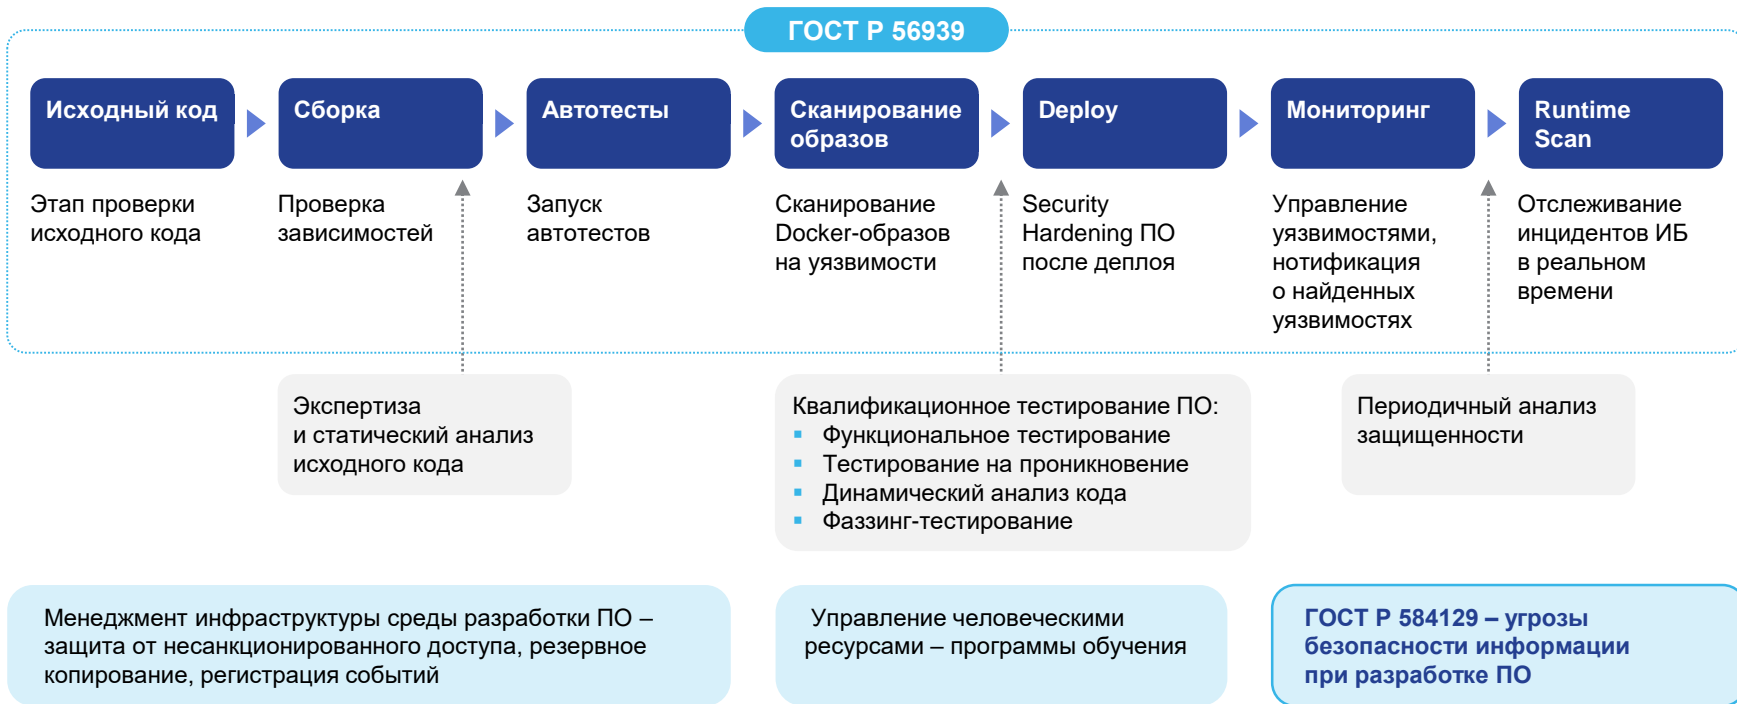 ГОСТ Р 56939
Исходный код
Сборка
Автотесты
Сканирование
образов
Deploy
Мониторинг
Runtime
Scan
Этап проверки
исходного кода
Проверка
зависимостей
Запуск
автотестов
Сканирование
Docker-образов
на уязвимости
Security
Hardening ПО
после деплоя
Управление
уязвимостями,
нотификация
о найденных
уязвимостях
Отслеживание
инцидентов ИБ
в реальном
времени
Экспертиза
и статический анализ
исходного кода
Квалификационное тестирование ПО:
▪ Функциональное тестирование
▪ Тестирование на проникновение
▪ Динамический анализ кода
▪ Фаззинг-тестирование
Периодичный анализ
защищенности
Менеджмент инфраструктуры среды разработки ПО –
защита от несанкционированного доступа, резервное
копирование, регистрация событий
Управление человеческими
ресурсами – программы обучения
ГОСТ Р 584129 – угрозы
безопасности информации
при разработке ПО